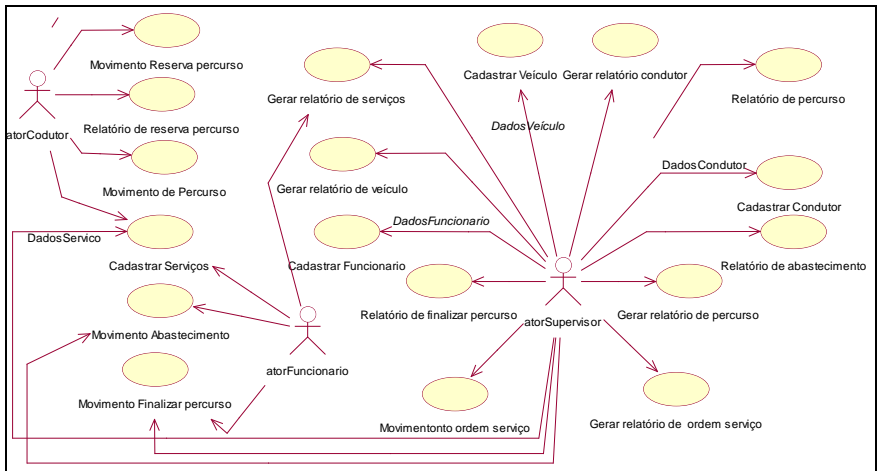 Movimento Reserva percurso
atorCodutor
Relatório de reserva percurso
Movimento de Percurso
DadosServico
Cadastrar Serviços
Movimento Abastecimento
Movimento Finalizar percurso
atorFuncionario
Gerar relatório de serviços
Gerar relatório de veículo
DadosFuncionario
Cadastrar Funcionario
Relatório de finalizar percurso
Movimentonto ordem serviço
Cadastrar Veículo
DadosVeículo
Gerar relatório condutor
Relatório de percurso
DadosCondutor
Cadastrar Condutor
Relatório de abastecimento
Gerar relatório de percurso
atorSupervisor
Gerar relatório de ordem serviço